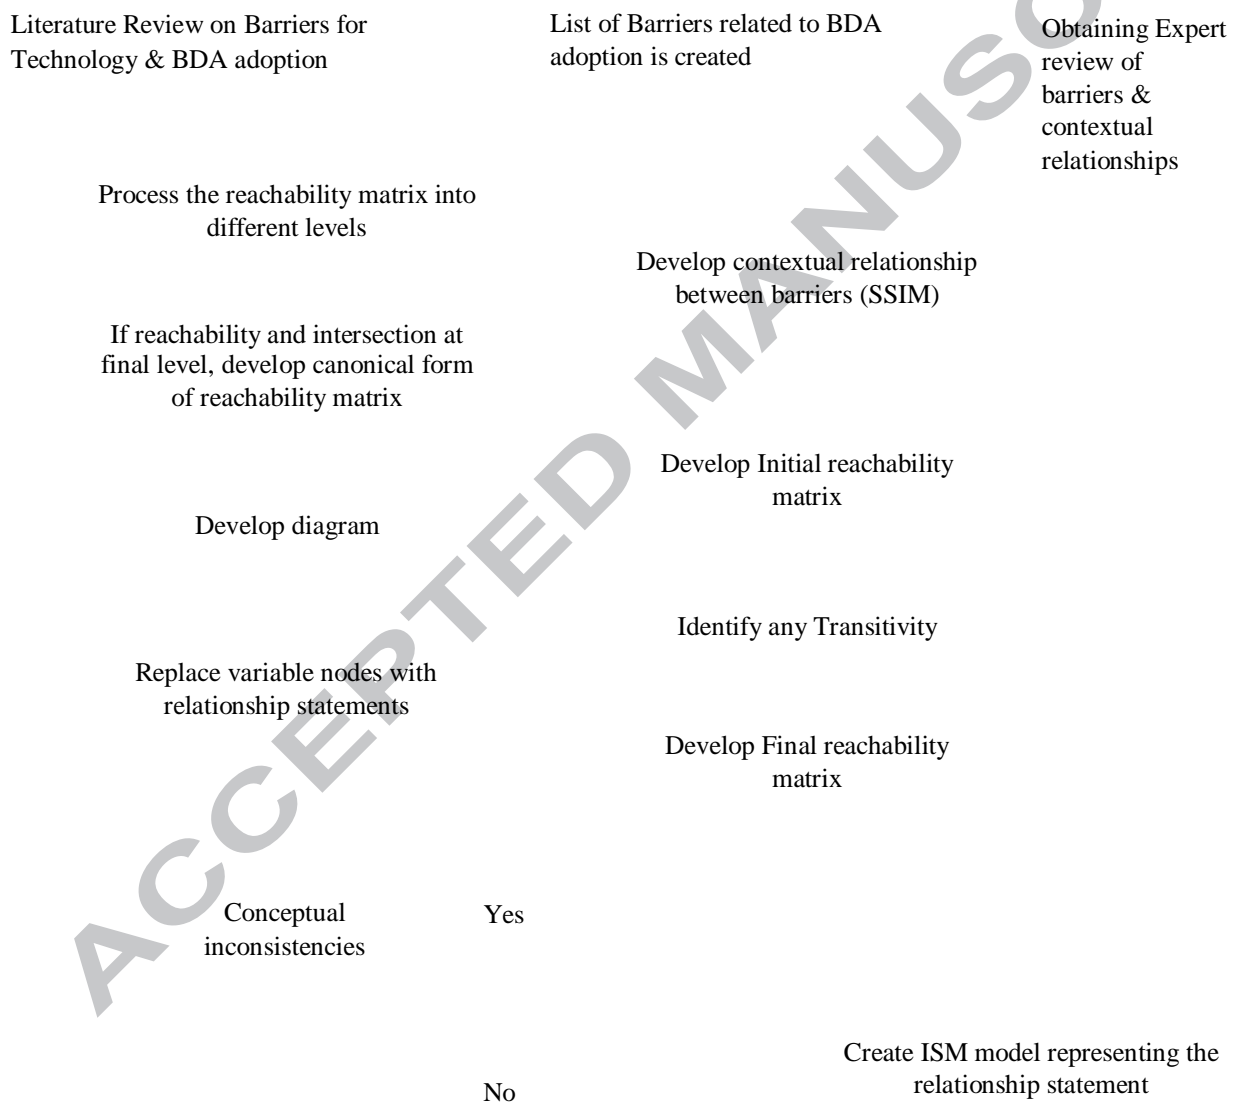 Literature Review on Barriers for
Technology & BDA adoption
List of Barriers related to BDA
adoption is created
Obtaining Expert
review of
barriers &
contextual
relationships
Process the reachability matrix into
different levels
Develop contextual relationship
between barriers (SSIM)
If reachability and intersection at
final level, develop canonical form
of reachability matrix
Develop Initial reachability
matrix
Develop diagram
Identify any Transitivity
Replace variable nodes with
relationship statements
Develop Final reachability
matrix
Conceptual
inconsistencies
Yes
Create ISM model representing the
relationship statement
No
ACCEPTED MANUSC